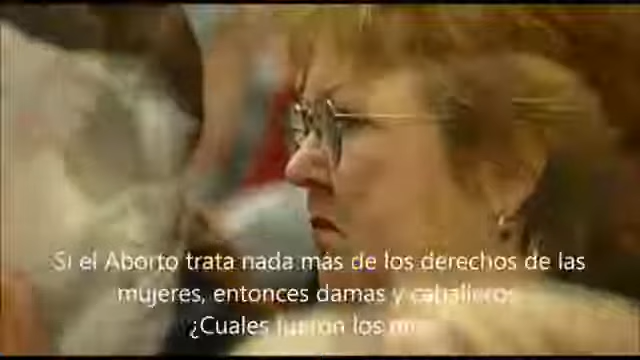 Si el Aborto trata nada más de los derechos de las
mujeres, entonces damas y caballeros
¿Cuales fueron los